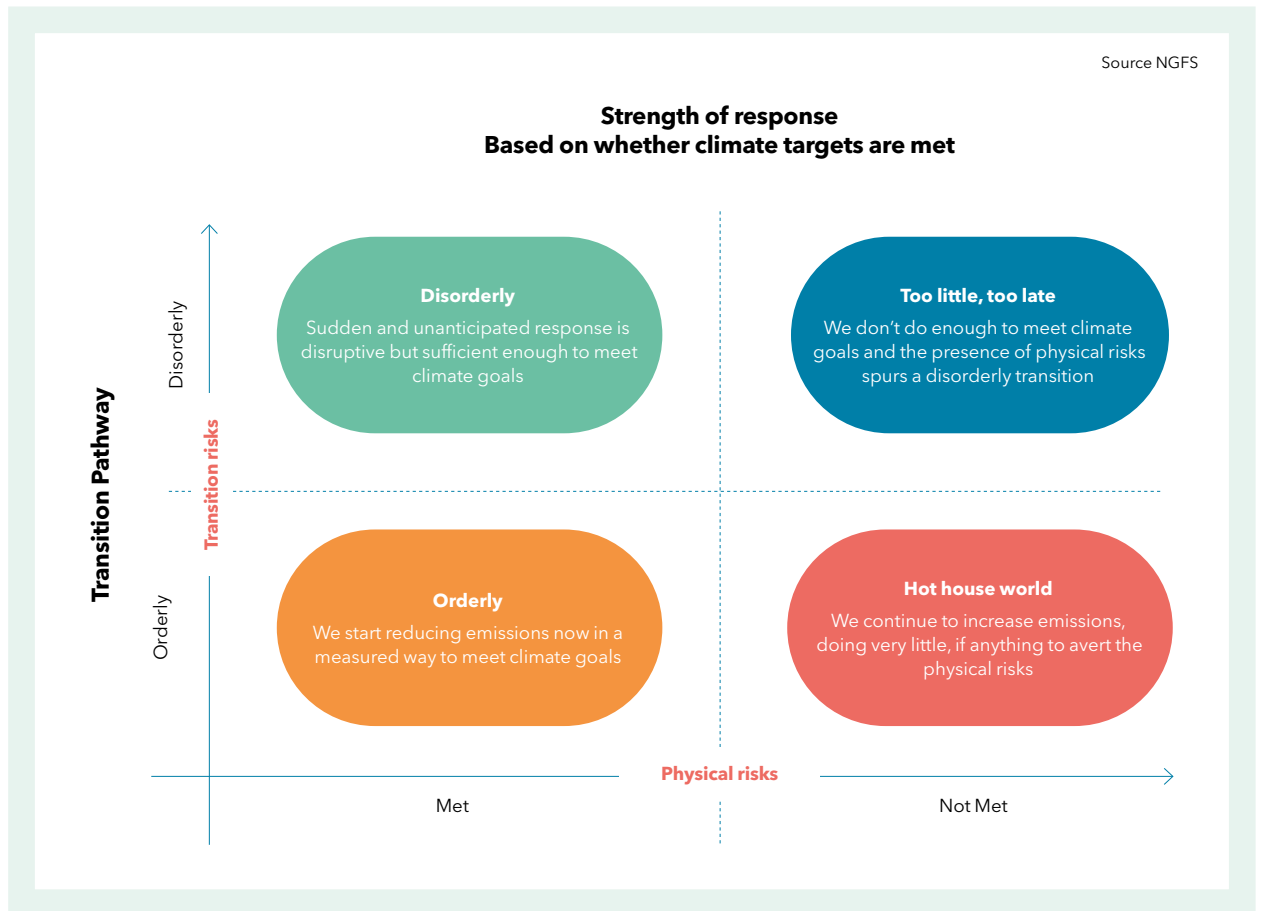 Source NGFS
Strength of response
Based on whether climate targets are met
Transition Pathway
Disorderly
Transition risks
Orderly
Disorderly
Sudden and unanticipated response is
disruptive but sufficient enough to meet
climate goals
Too little, too late
We don’t do enough to meet climate
goals and the presence of physical risks
spurs a disorderly transition
Orderly
We start reducing emissions now in a
measured way to meet climate goals
Hot house world
We continue to increase emissions,
doing very little, if anything to avert the
physical risks
Physical risks
Met
Not Met